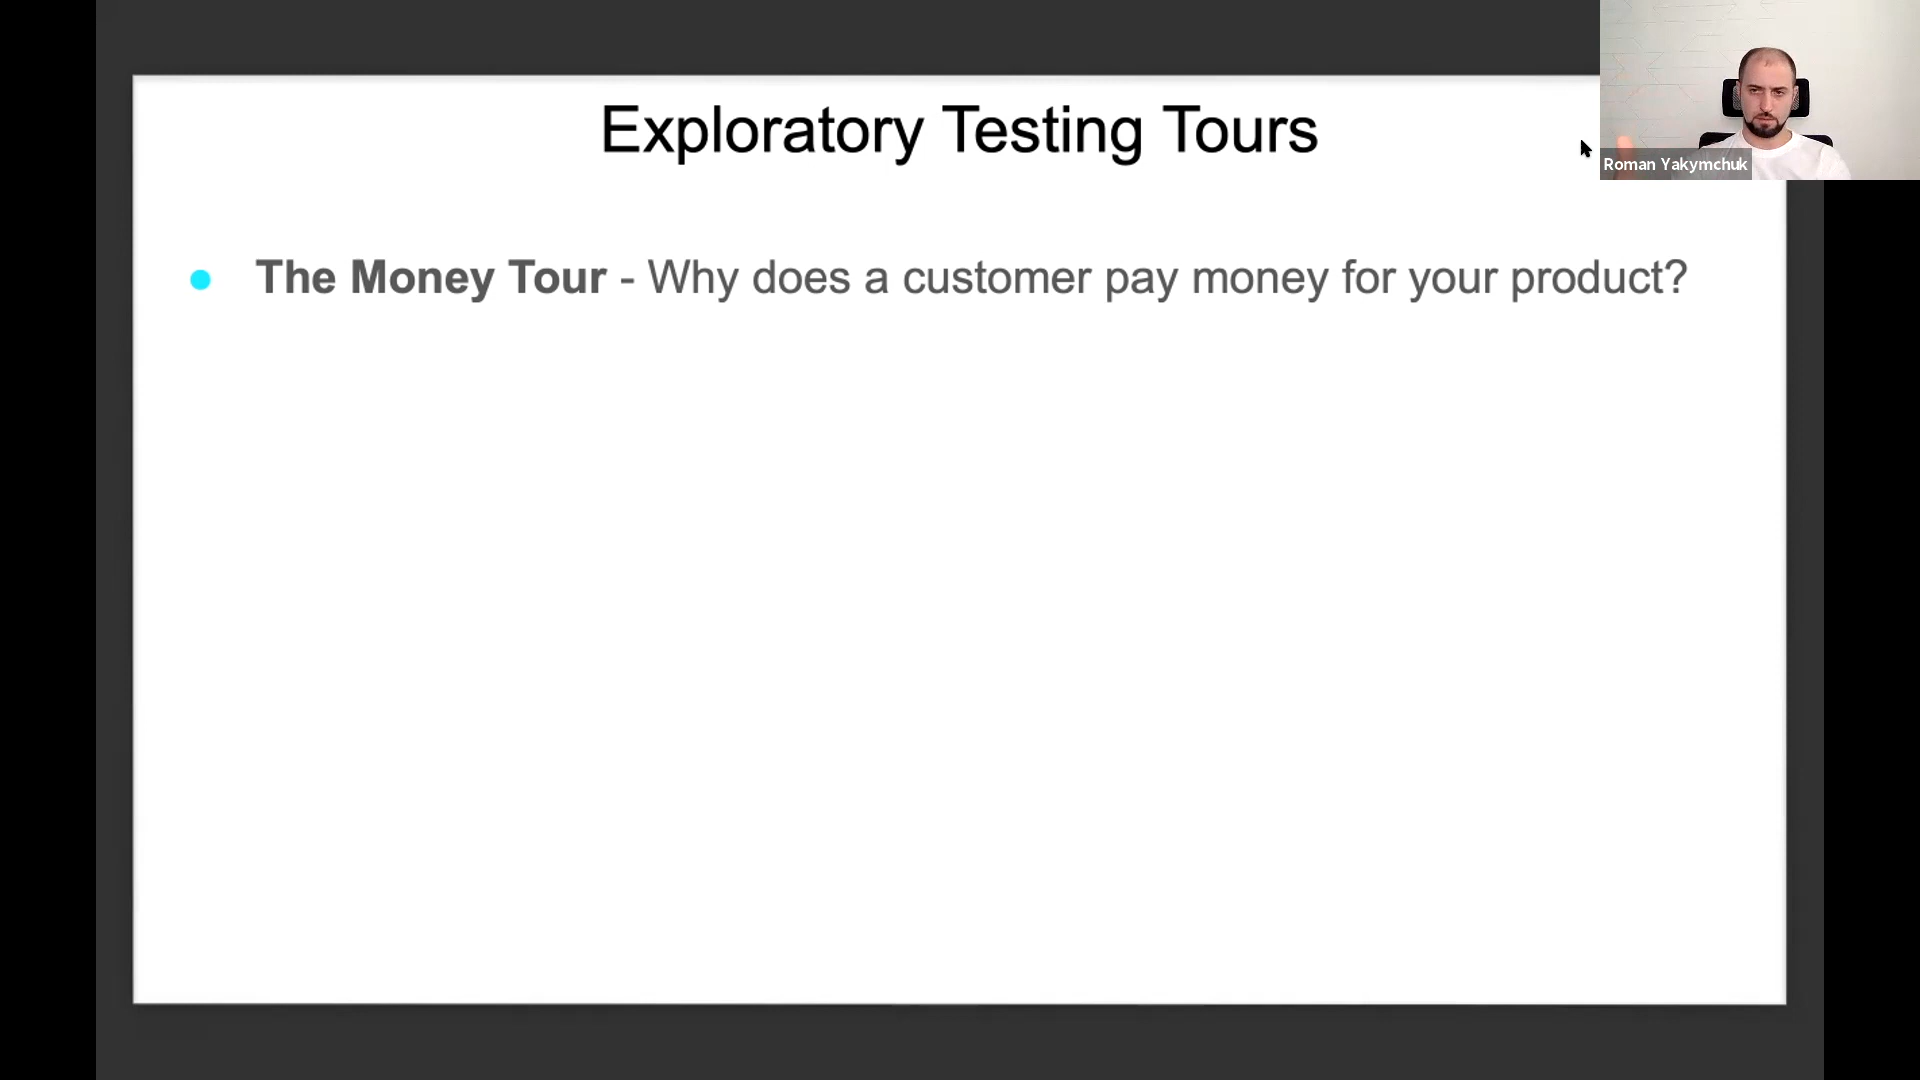 Exploratory Testing Tours
Roman Yakymchuk
● The Money Tour - Why does a customer pay money for your product?